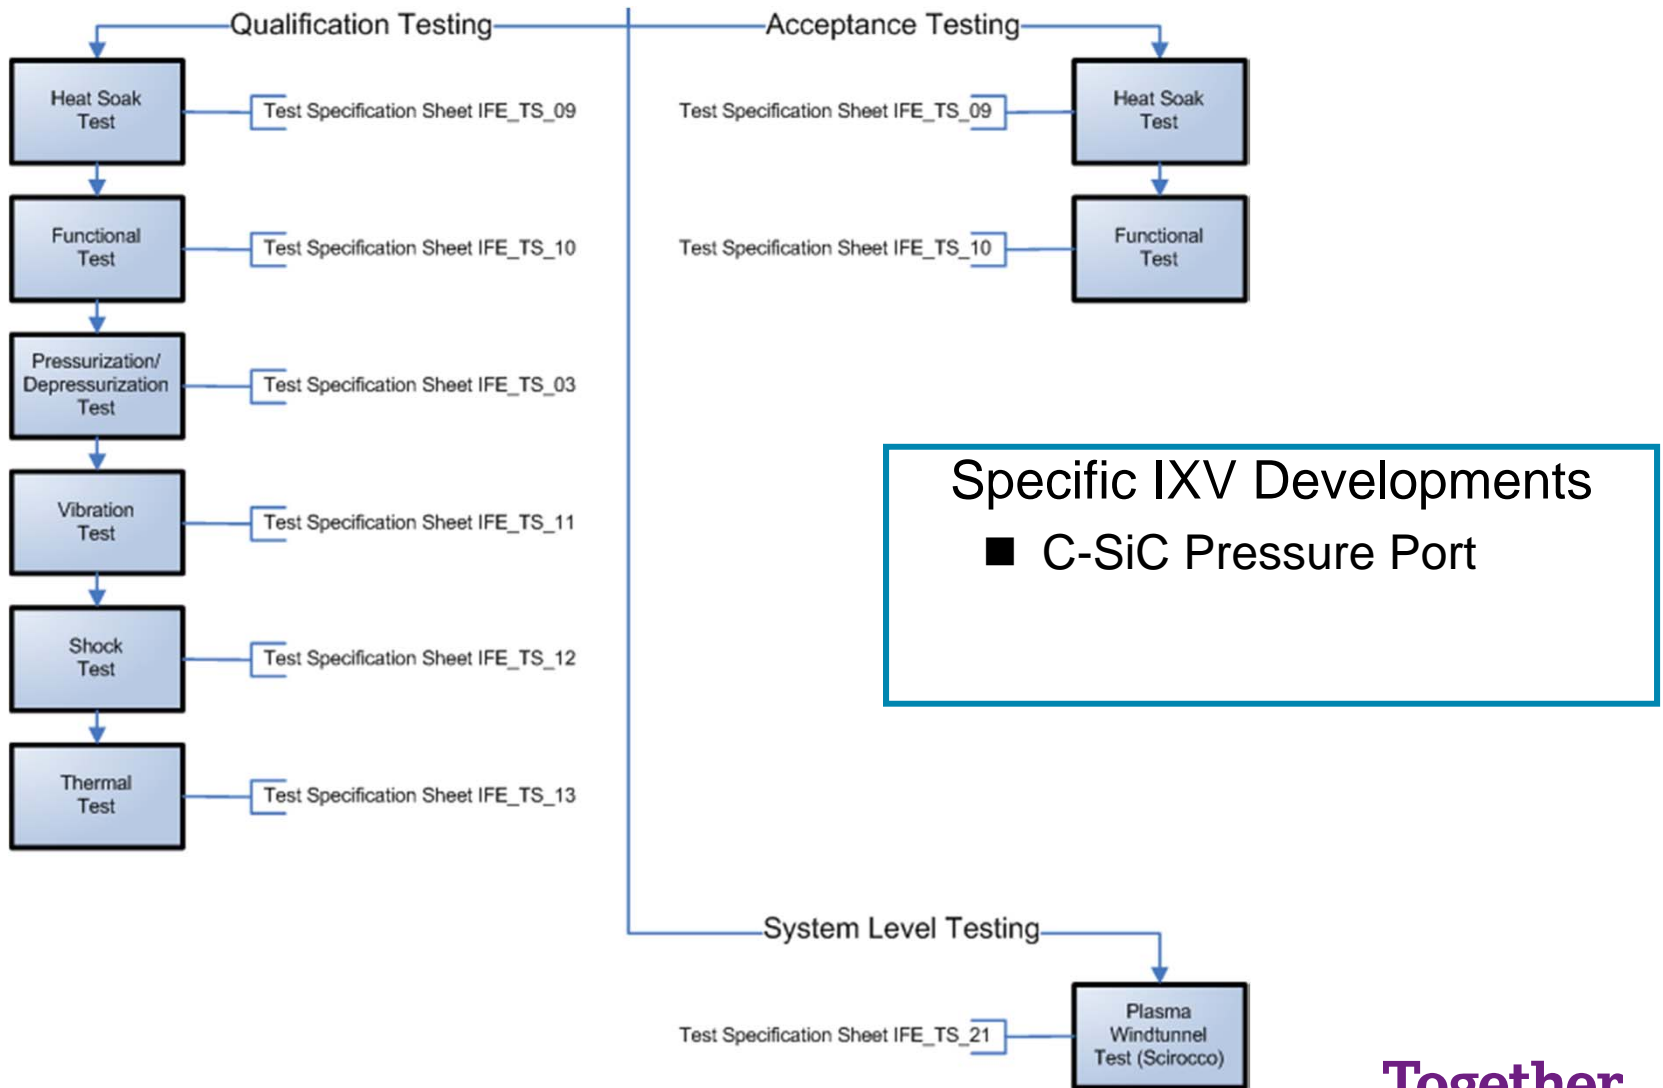 Qualification Testing
Heat Soak
Test
Test Specification Sheet IFE_TS_09
Functional
Test
Test Specification Sheet IFE_TS_10
Pressurization/
Depressurization
Test
Test Specification Sheet IFE_TS_03
Vibration
Test
Test Specification Sheet IFE_TS_11
Shock
Test
Test Specification Sheet IFE_TS_12
Thermal
Test
Test Specification Sheet IFE_TS_13
Acceptance Testing
Test Specification Sheet IFE_TS_09
Heat Soak
Test
Test Specification Sheet IFE_TS_10
Functional
Test
Specific IXV Developments
■ C-SiC Pressure Port
System Level Testing
Test Specification Sheet IFE_TS_21
Plasma
Windtunnel
Test (Scirocco)
Together